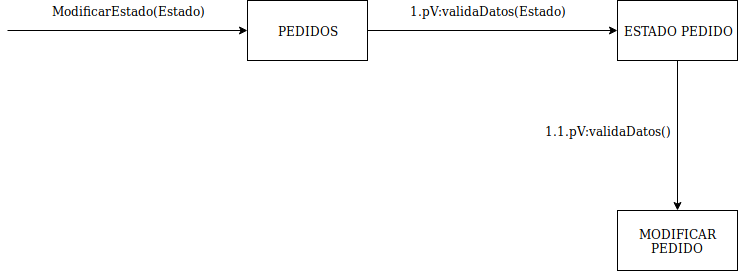 ModificarEstado(Estado)
1.pV:validaDatos(Estado)
PEDIDOS
ESTADO PEDIDO
1.1.pV:validaDatos()
MODIFICAR
PEDIDO